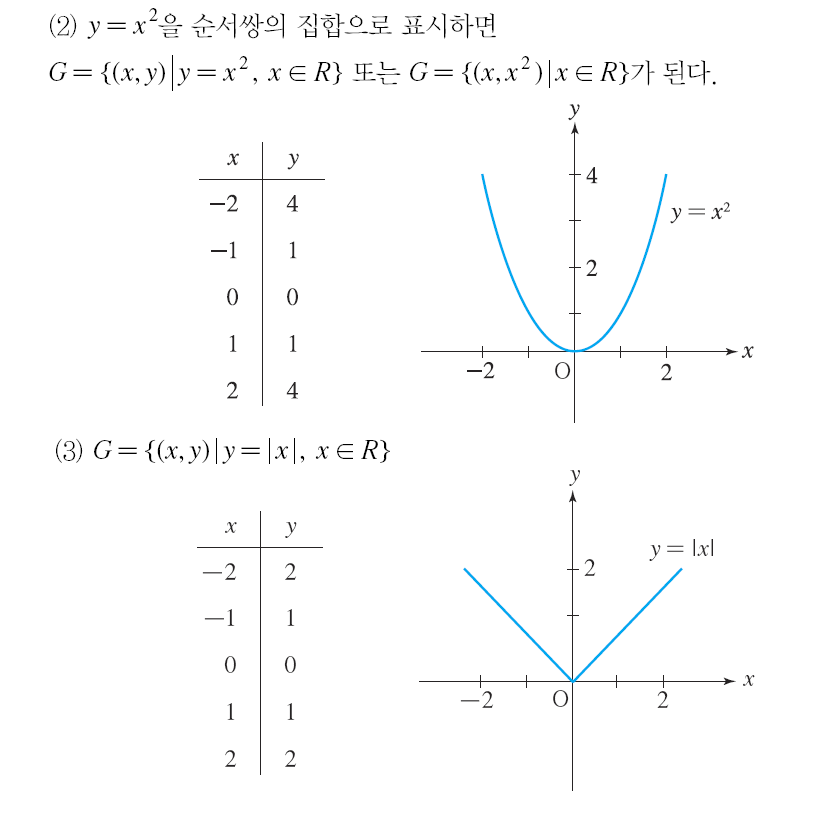 (2) y=x²을 순서쌍의 집합으로 표시하면
G={(x,y)|y=x², x∈R} 또는 G={(x,x²)|x∈R}가 된다.
x y
−2 4
−1 1
0 0
1 1
2 4
y
4
y=x²
2
x
−2 O 2
(3) G={(x,y)|y=|x|, x∈R}
x y
−2 2
−1 1
0 0
1 1
2 2
y
y=|x|
2
x
−2 O 2